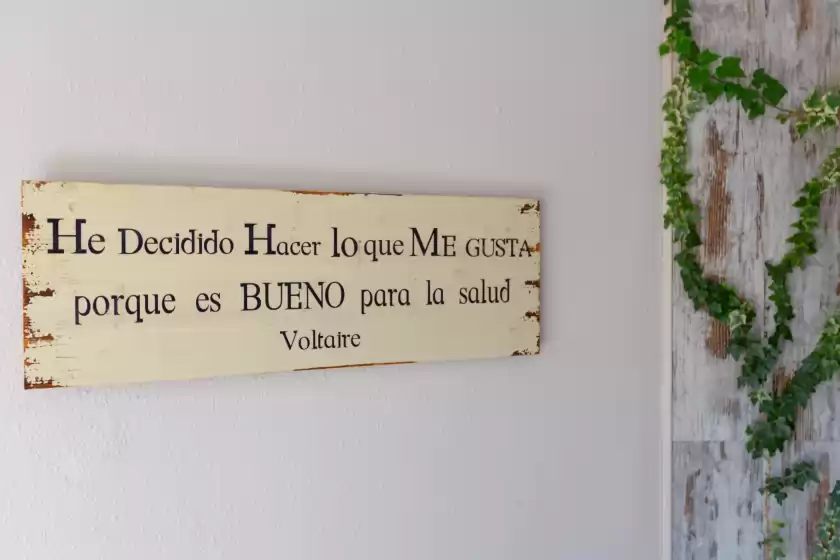 He Decidido Hacer lo que ME GUSTA
porque es BUENO para la salud
Voltaire